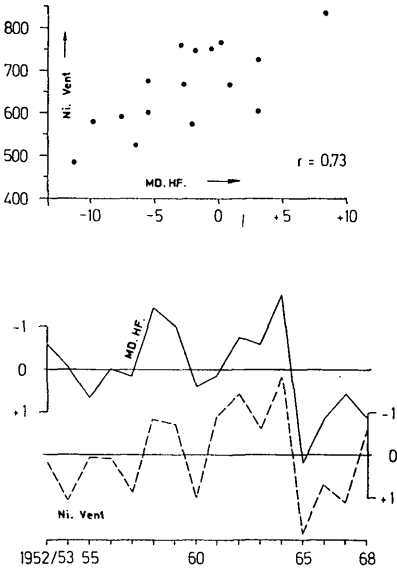 800
700
600
500
400
Ni. Vent
MD. HF.
r = 0,73
-10 -5 0 +5 +10
-1
0
+1
MD. HF.
-1
0
+1
Ni. Vent
1952/53 55 60 65 68